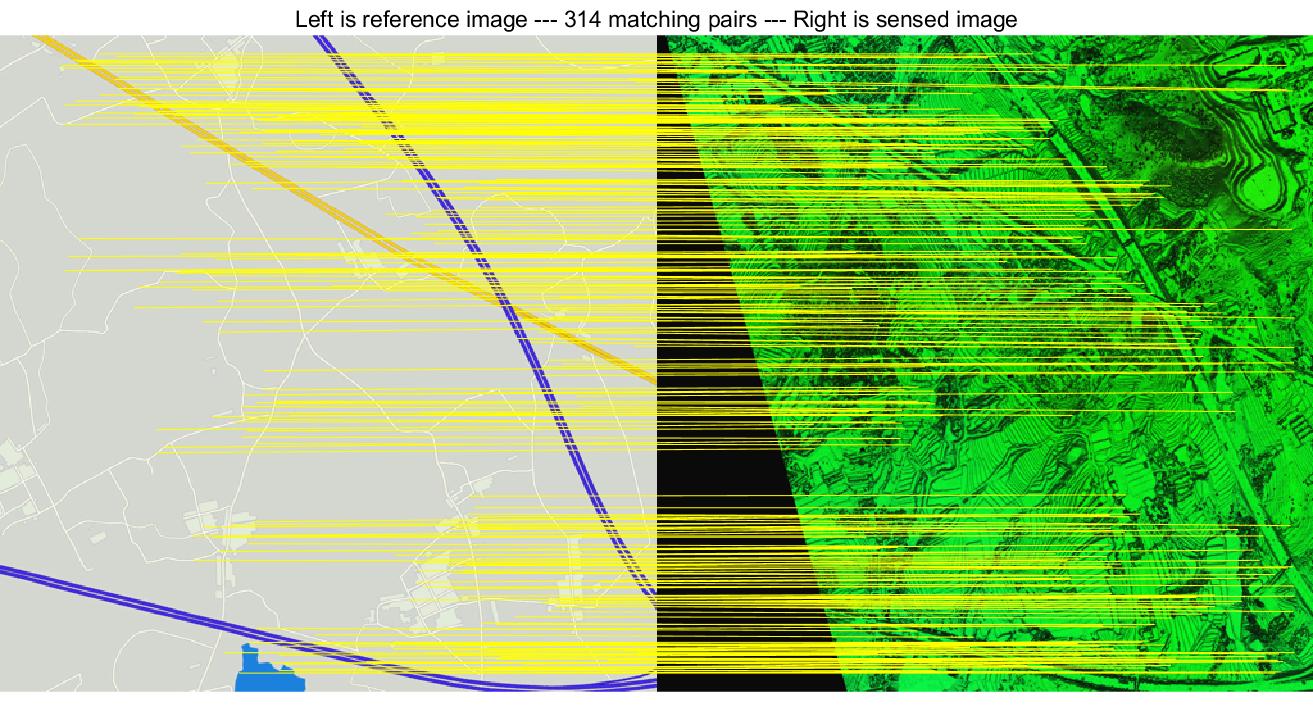 Left is reference image --- 314 matching pairs --- Right is sensed image